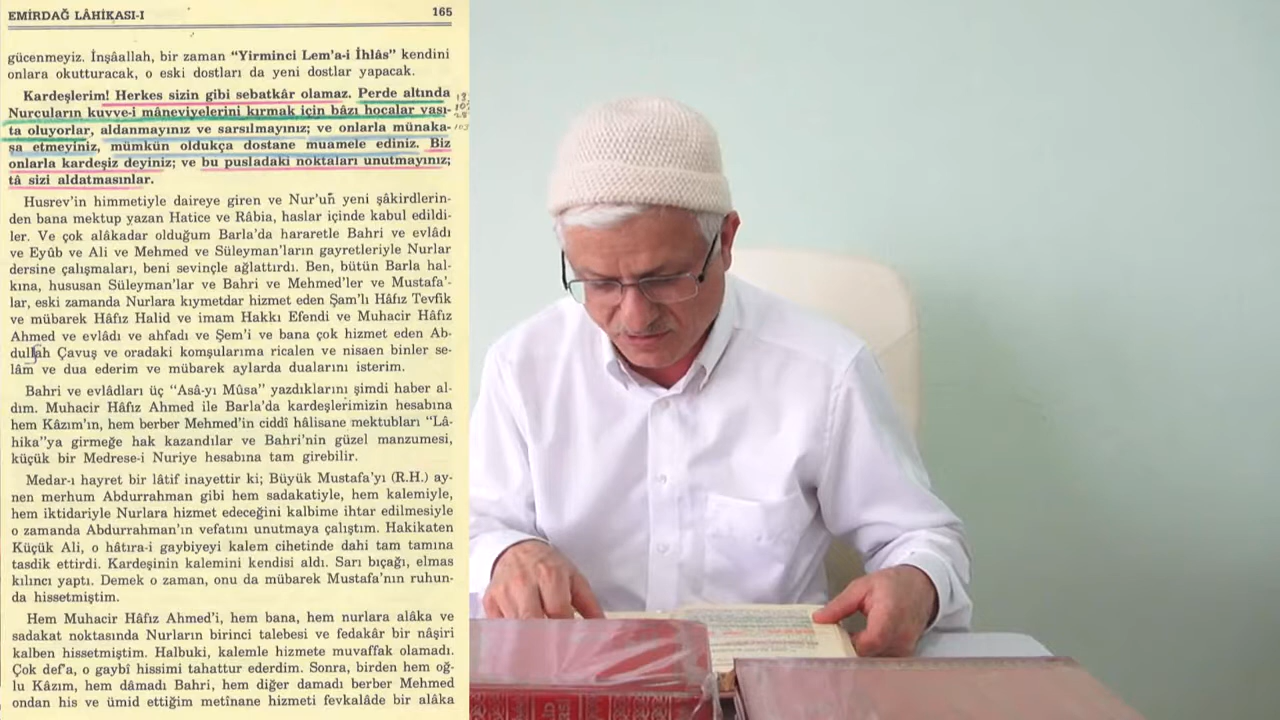 EMİRDAĞ LÂHİKASI-I 165
gücenmeyiz. İnşâallah, bir zaman “Yirminci Lem'a-i İhlâs” kendini
onlara okutturacak, o eski dostları da yeni dostlar yapacak.
Kardeşlerim! Herkes sizin gibi sebatkâr olamaz. Perde altında
Nurcuların kuvve-i mâneviyelerini kırmak için bâzı hocalar vası-
ta oluyorlar, aldanmayınız ve sarsılmayınız; ve onlarla münaka-
şa etmeyiniz, mümkün oldukça dostane muamele ediniz. Biz
onlarla kardeşiz deyiniz; ve bu pusladaki noktaları unutmayınız;
tâ sizi aldatmasınlar.
Husrev'in himmetiyle daireye giren ve Nur'un yeni şâkirdlerin-
den bana mektup yazan Hatice ve Râbia, haslar içinde kabul edildi-
ler. Ve çok alâkadar olduğum Barla'da hararetle Bahri ve evlâdı
ve Eyûb ve Ali ve Mehmed ve Süleyman'ların gayretleriyle Nurlar
dersine çalışmaları, beni sevinçle ağlattırdı. Ben, bütün Barla hal-
kına, hususan Süleyman'lar ve Bahri ve Mehmed'ler ve Mustafa'-
lar, eski zamanda Nurlara kıymetdar hizmet eden Şam'lı Hâfız Tevfik
ve mübarek Hâfız Halid ve imam Hakkı Efendi ve Muhacir Hâfız
Ahmed ve evlâdı ve ahfadı ve Şem'i ve bana çok hizmet eden Ab-
dullah Çavuş ve oradaki komşularıma ricalen ve nisaen binler se-
lâm ve dua ederim ve mübarek aylarda dualarını isterim.
Bahri ve evlâdları üç “Asâ-yı Mûsa” yazdıklarını şimdi haber al-
dım. Muhacir Hâfız Ahmed ile Barla'da kardeşlerimizin hesabına
hem Kâzım'ın, hem berber Mehmed'in ciddî hâlisane mektubları “Lâ-
hika”ya girmeğe hak kazandılar ve Bahri'nin güzel manzumesi,
küçük bir Medrese-i Nuriye hesabına tam girebilir.
Medar-ı hayret bir lâtif inayettir ki; Büyük Mustafa'yı (R.H.) ay-
nen merhum Abdurrahman gibi hem sadakatiyle, hem kalemiyle,
hem iktidariyle Nurlara hizmet edeceğini kalbime ihtar edilmesiyle
o zamanda Abdurrahman'ın vefatını unutmaya çalıştım. Hakikaten
Küçük Ali, o hâtıra-i gaybiyeyi kalem cihetinde dahi tam tamına
tasdik ettirdi. Kardeşinin kalemini kendisi aldı. Sarı bıçağı, elmas
kılıncı yaptı. Demek o zaman, onu da mübarek Mustafa'nın ruhun-
da hissetmiştim.
Hem Muhacir Hâfız Ahmed'i, hem bana, hem nurlara alâka ve
sadakat noktasında Nurların birinci talebesi ve fedakâr bir nâşiri
kalben hissetmiştim. Halbuki, kalemle hizmete muvaffak olamadı.
Çok def'a, o gaybî hissimi tahattur ederdim. Sonra, birden hem oğ-
lu Kâzım, hem dâmadı Bahri, hem diğer damadı berber Mehmed
ondan his ve ümid ettiğim metînane hizmeti fevkalâde bir alâka